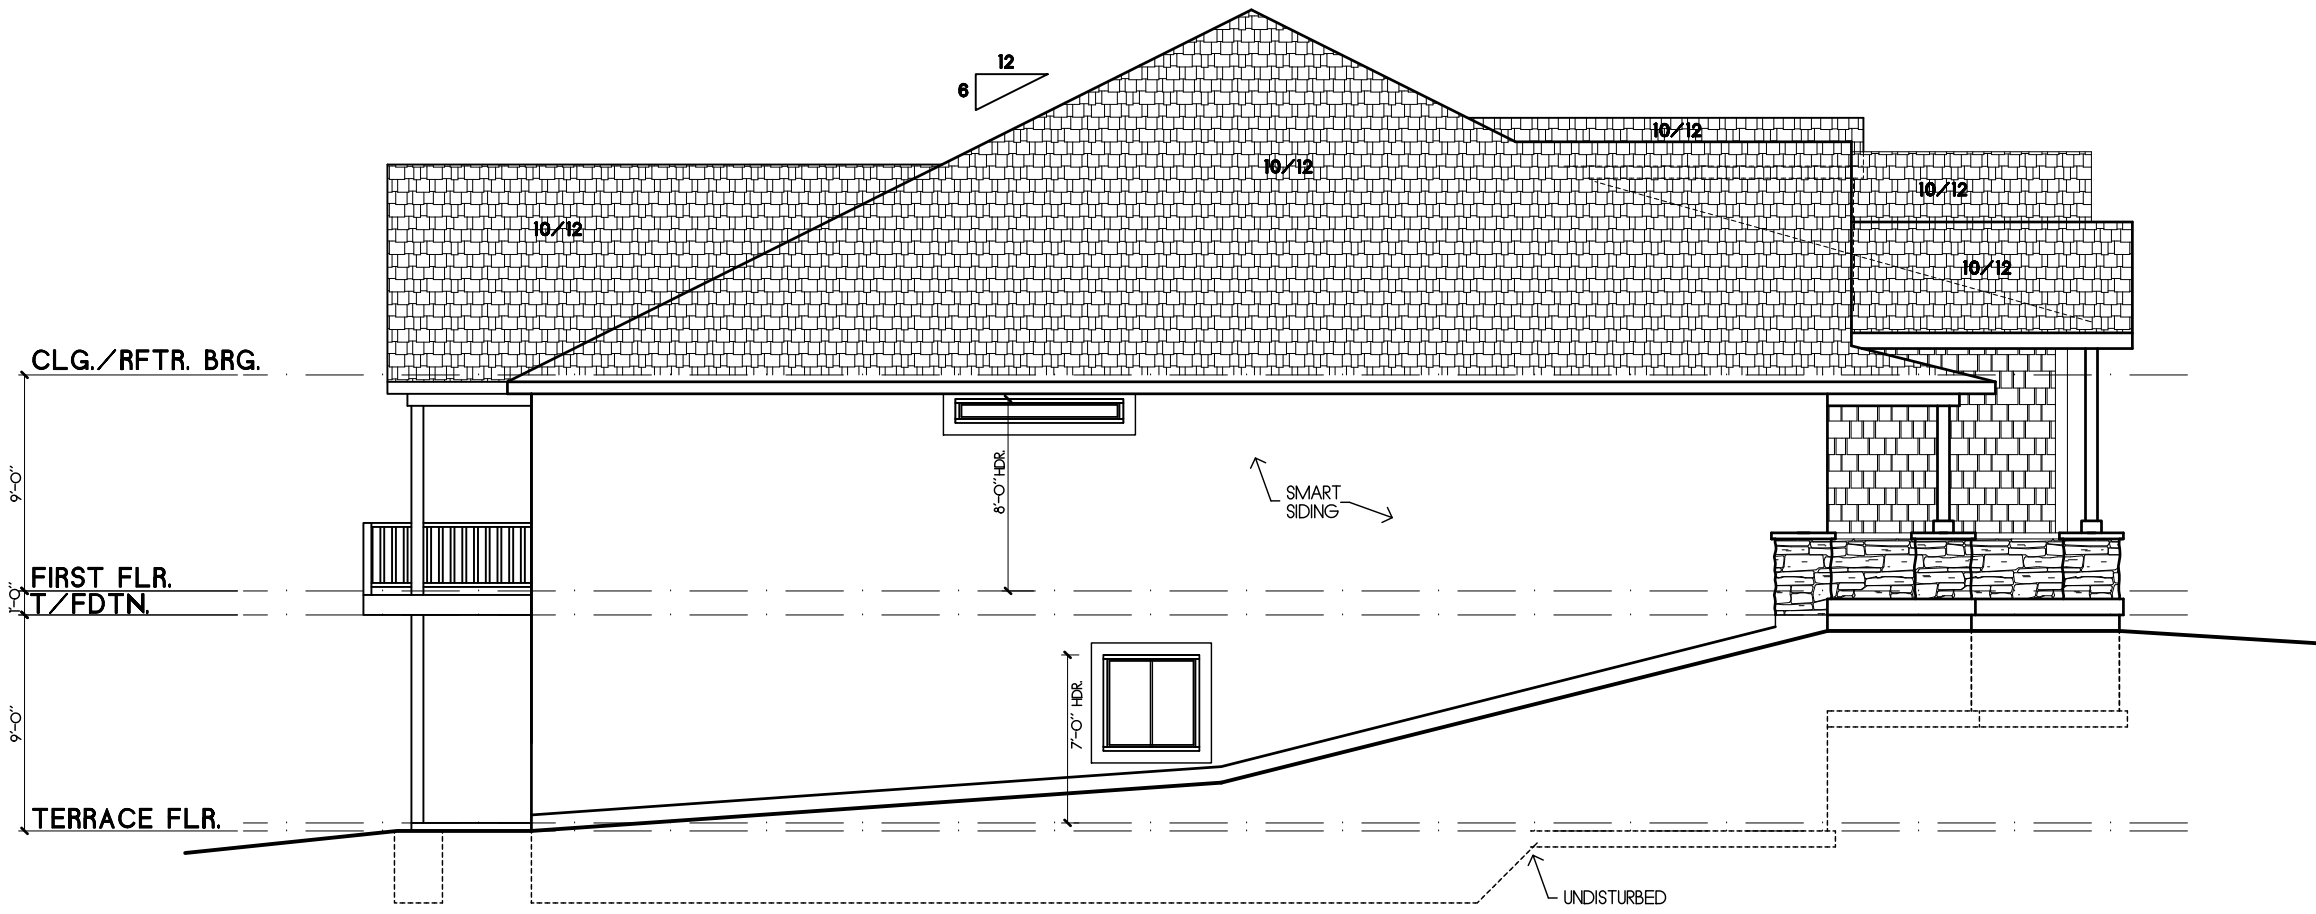 12
6
10/12
10/12
10/12
10/12
10/12
CLG./RFTR. BRG.
9'-0"
8'-0" HDR.
SMART
SIDING
FIRST FLR.
1'-0"
T/FDTN.
7'-0" HDR.
9'-0"
TERRACE FLR.
UNDISTURBED